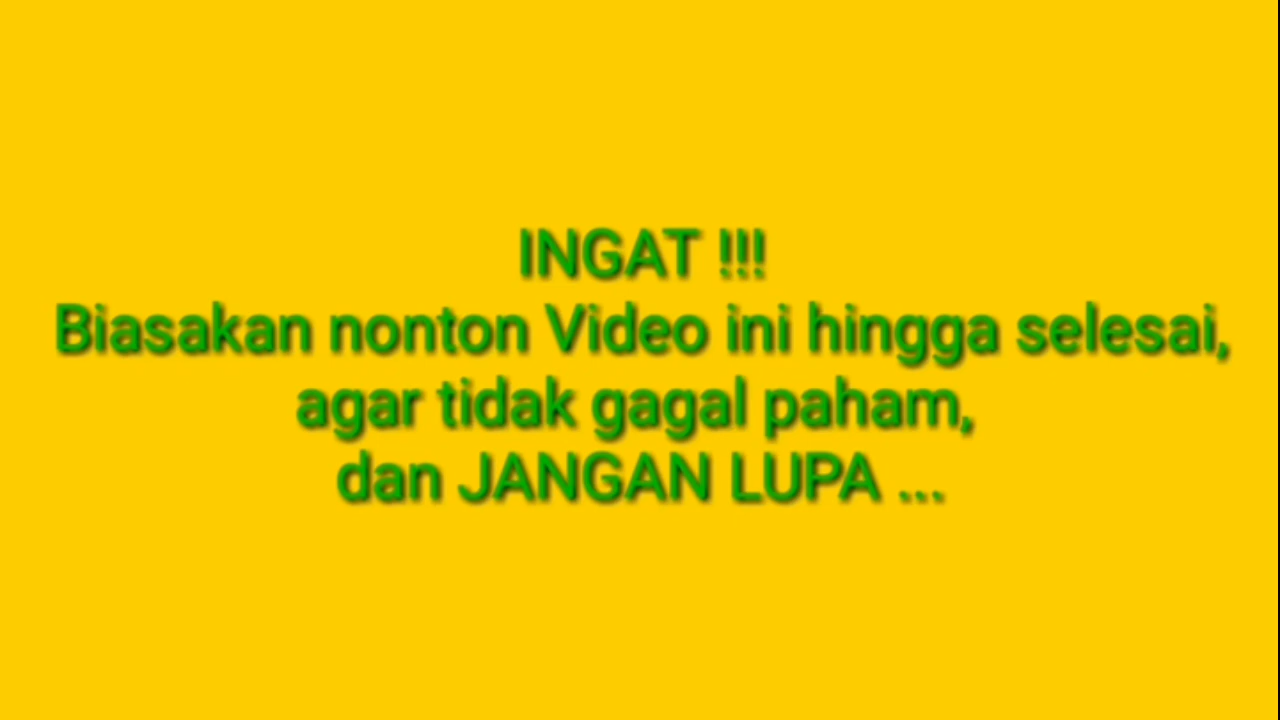 INGAT !!!
Biasakan nonton Video ini hingga selesai,
agar tidak gagal paham,
dan JANGAN LUPA ...